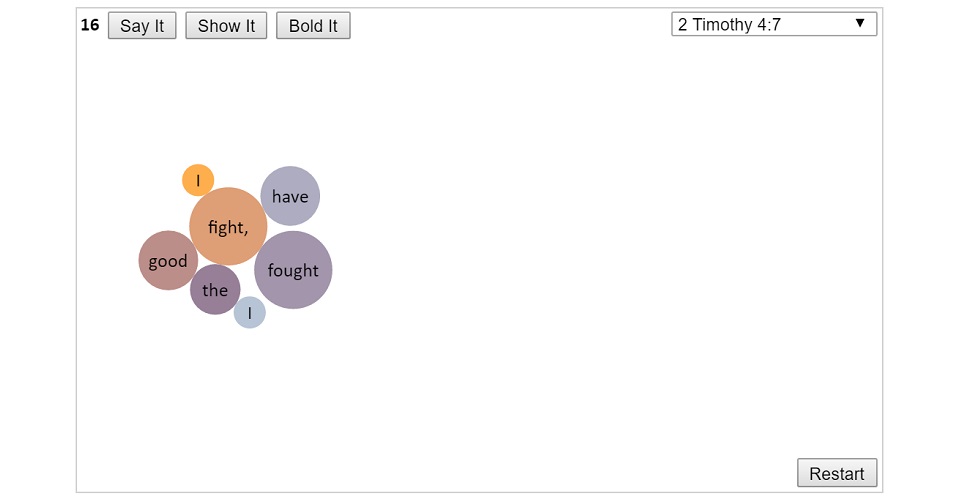 16 Say It Show It Bold It 2 Timothy 4:7
I
have
fight,
good
fought
the
I
Restart